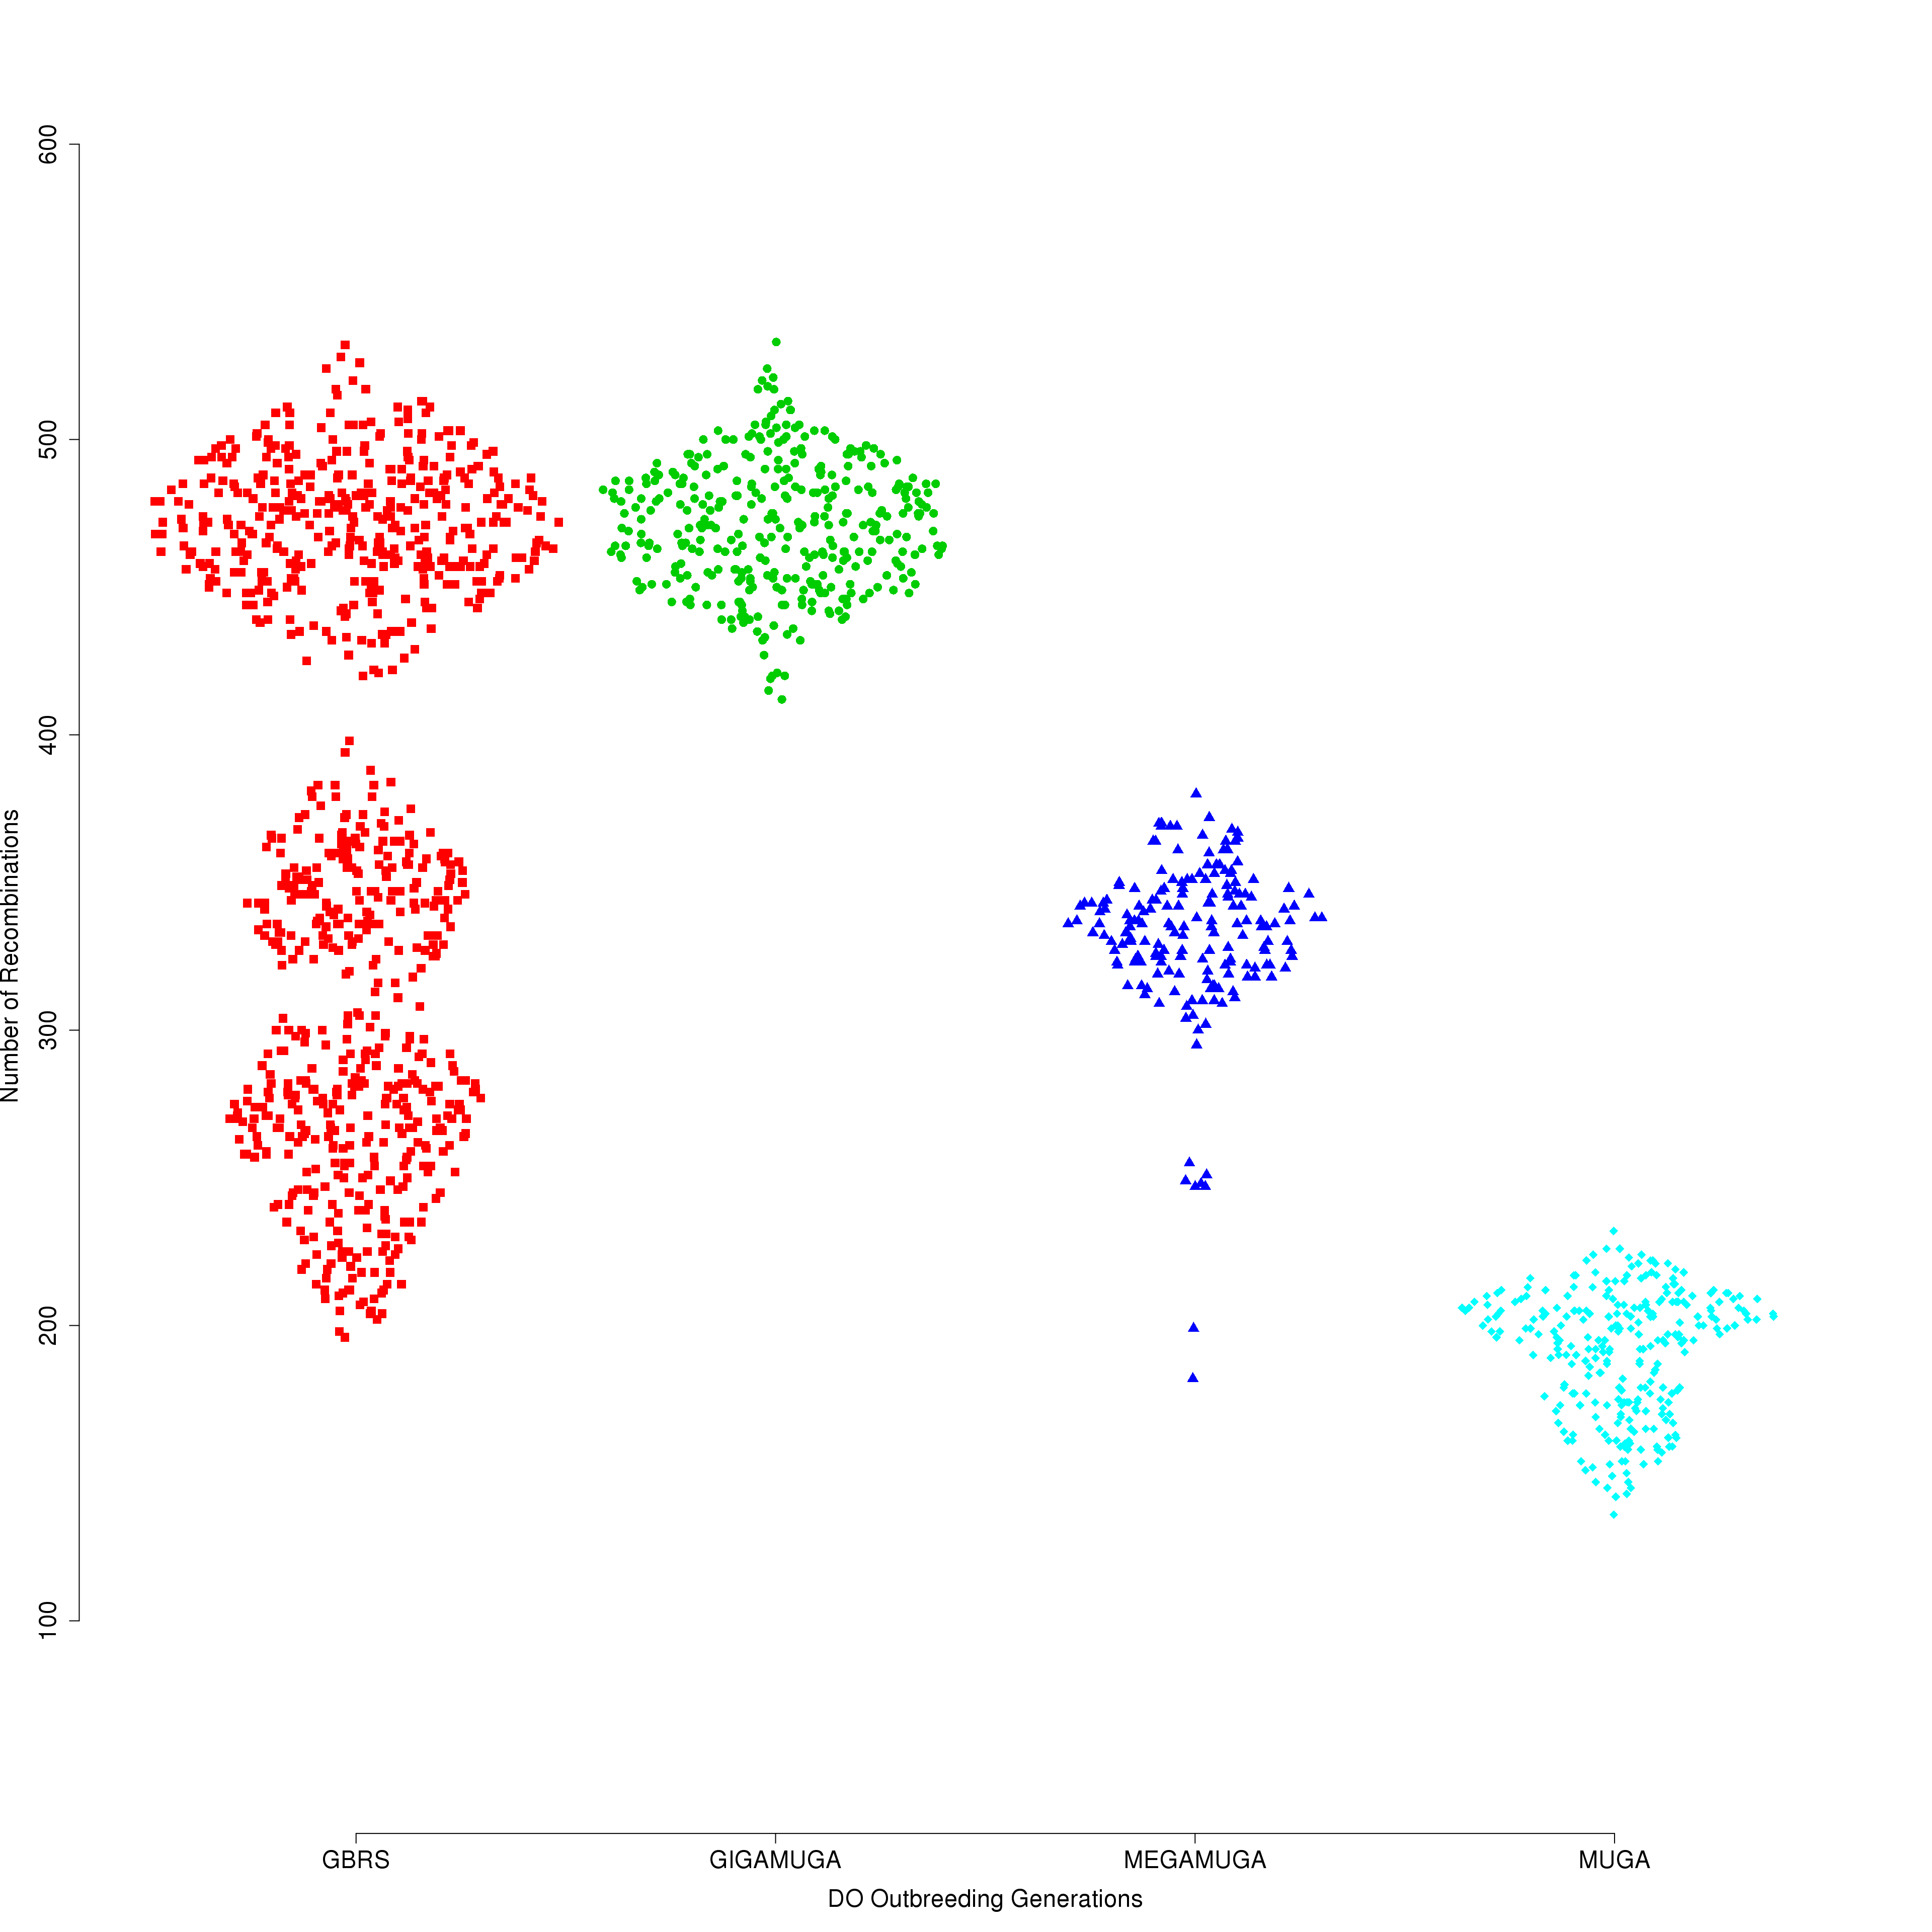 600
500
400
300
200
100
Number of Recombinations
GBRS GIGAMUGA MEGAMUGA MUGA
DO Outbreeding Generations